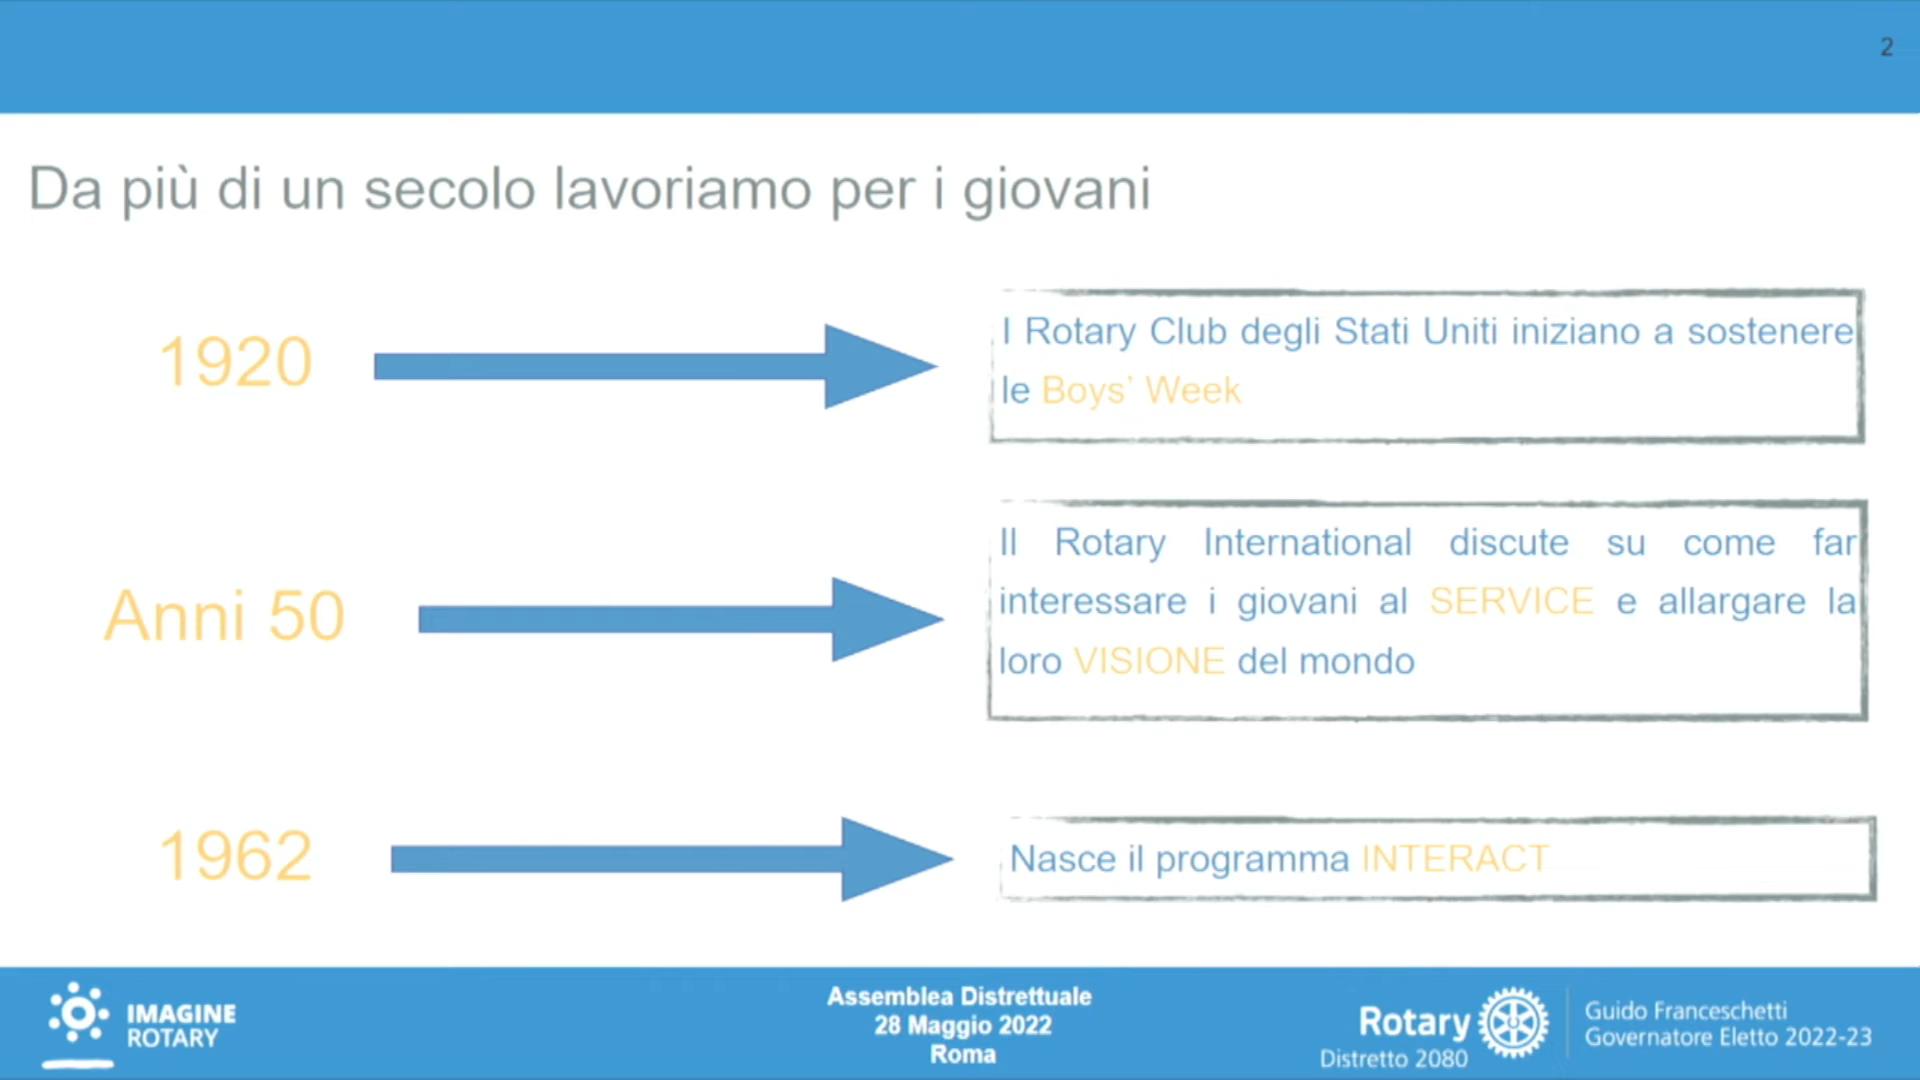 2
Da più di un secolo lavoriamo per i giovani
1920
I Rotary Club degli Stati Uniti iniziano a sostenere
le Boys' Week
Anni 50
Il Rotary International discute su come far
interessare i giovani al SERVICE e allargare la
loro VISIONE del mondo
1962
Nasce il programma INTERACT
IMAGINE
ROTARY
Assemblea Distrettuale
28 Maggio 2022
Roma
Rotary
Distretto 2080
Guido Franceschetti
Governatore Eletto 2022-23